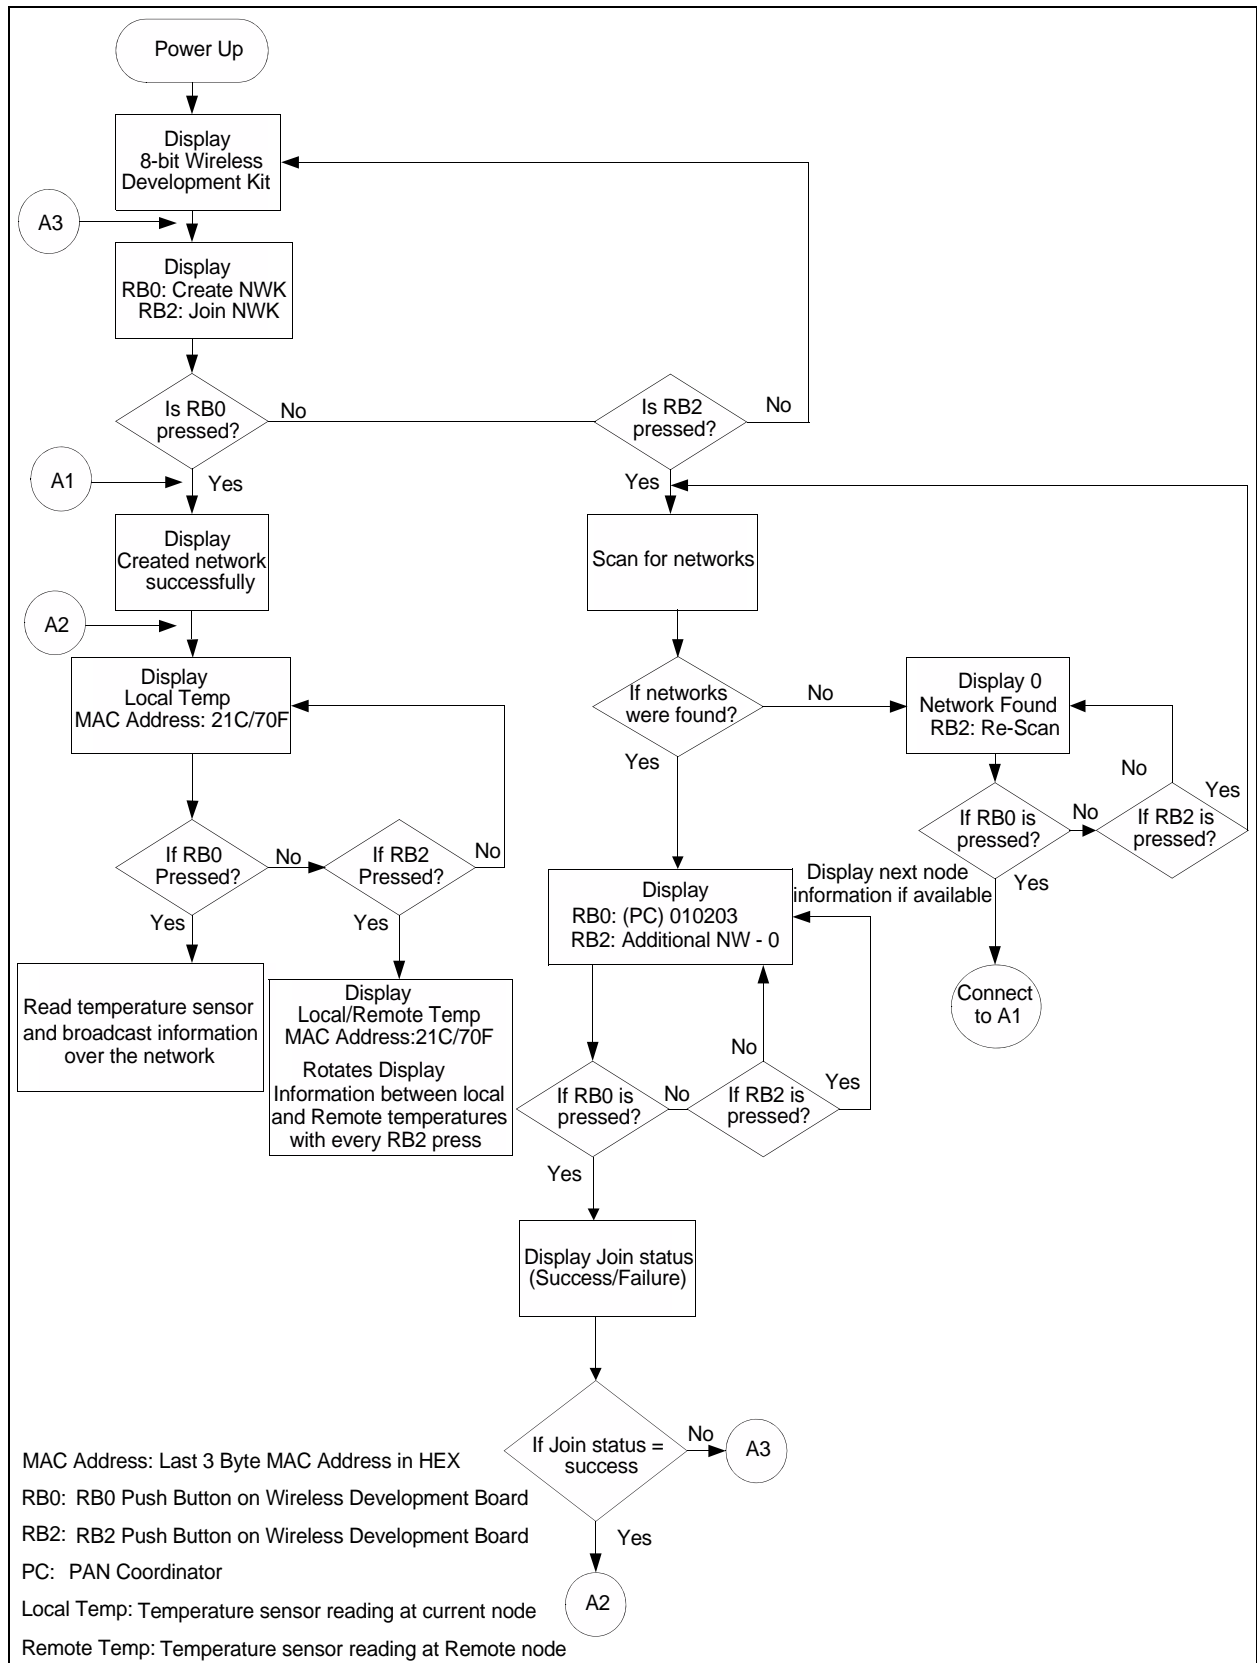 Power Up
Display
8-bit Wireless
Development Kit
A3
Display
RB0: Create NWK
RB2: Join NWK
Is RB0
pressed?
No
Is RB2
pressed?
No
A1
Yes
Yes
Display
Created network
successfully
Scan for networks
A2
Display
Local Temp
MAC Address: 21C/70F
If networks
were found?
No
Display 0
Network Found
RB2: Re-Scan
Yes
No
Yes
If RB0 is
pressed?
No
If RB2 is
pressed?
Yes
If RB0
Pressed?
No
If RB2
Pressed?
No
Yes
Yes
Display next node
information if available
Display
RB0: (PC) 010203
RB2: Additional NW - 0
Connect
to A1
Read temperature sensor
and broadcast information
over the network
Display
Local/Remote Temp
MAC Address:21C/70F
Rotates Display
Information between local
and Remote temperatures
with every RB2 press
No
Yes
If RB0 is
pressed?
No
If RB2 is
pressed?
Yes
Display Join status
(Success/Failure)
If Join status =
success
No
A3
Yes
A2
MAC Address: Last 3 Byte MAC Address in HEX
RB0: RB0 Push Button on Wireless Development Board
RB2: RB2 Push Button on Wireless Development Board
PC: PAN Coordinator
Local Temp: Temperature sensor reading at current node
Remote Temp: Temperature sensor reading at Remote node